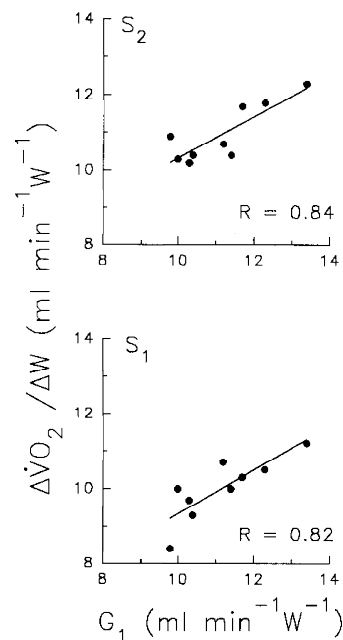 S₂
14
12
10
8
8 10 12 14
R = 0.84
ΔV̇O₂ /ΔW (ml min⁻¹W⁻¹)
S₁
14
12
10
8
8 10 12 14
R = 0.82
G₁ (ml min⁻¹W⁻¹)